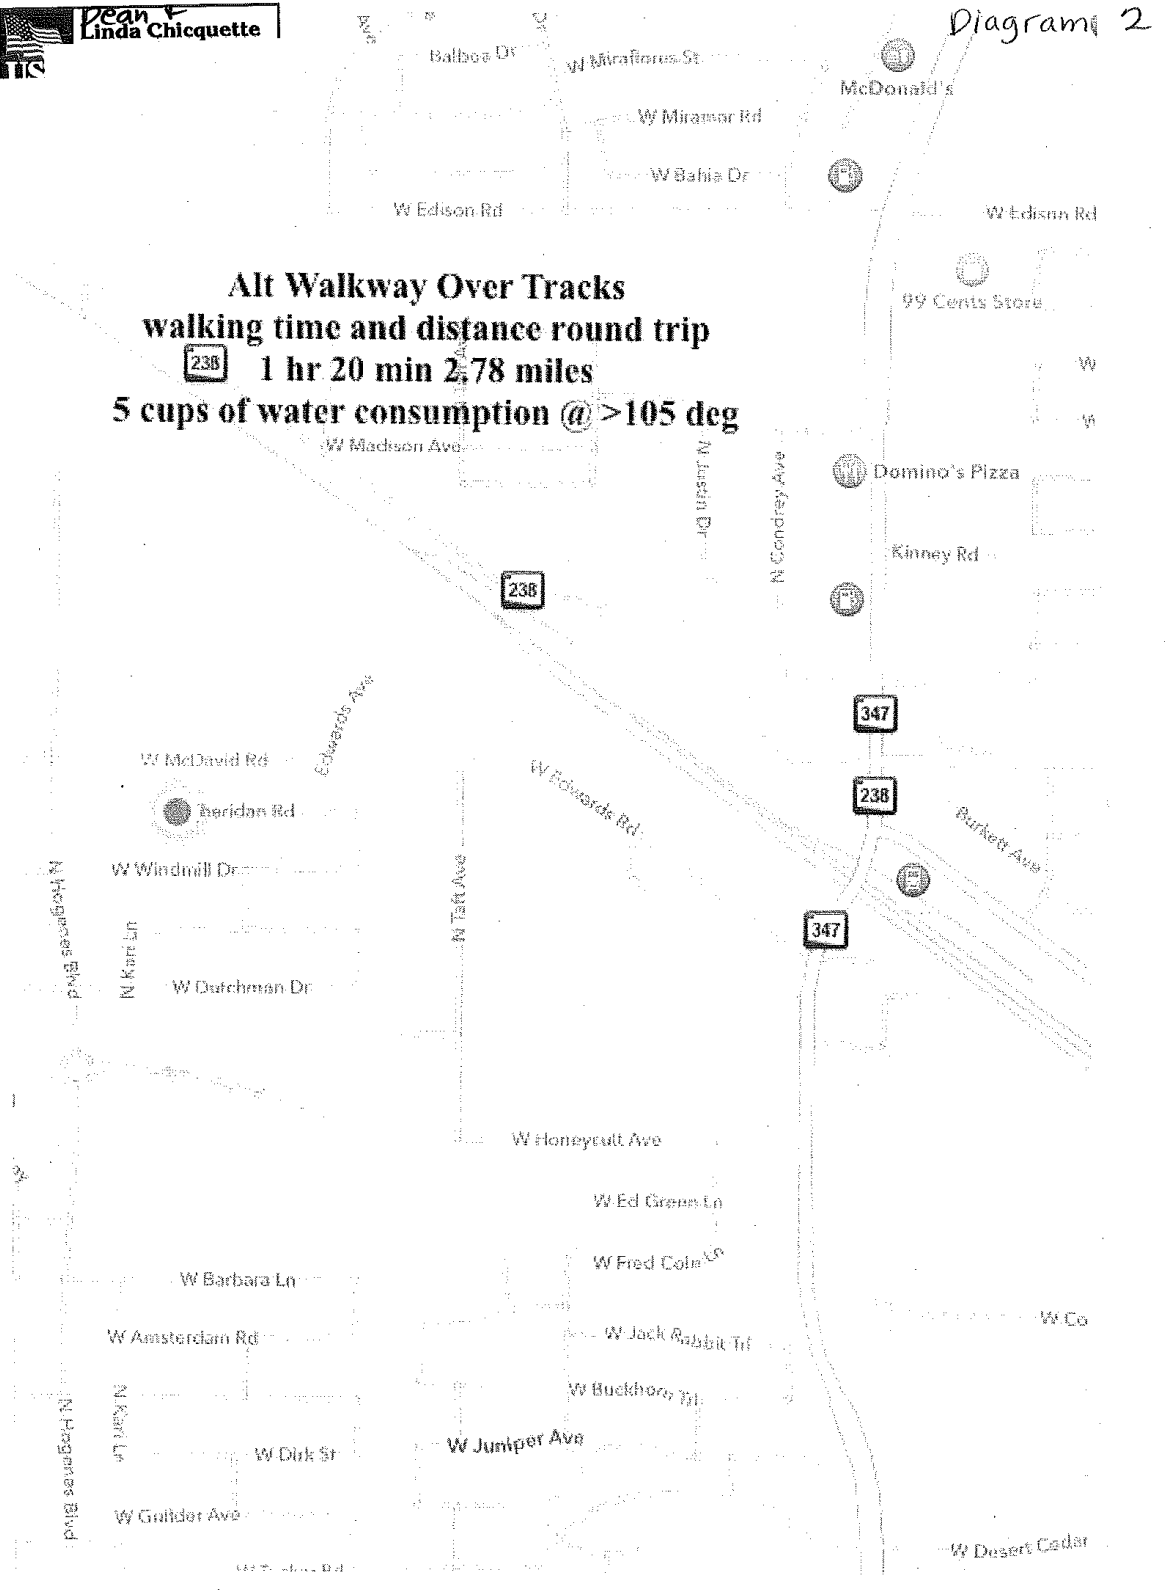 Dean &
Linda Chicquette
US
Diagram 2
Balboa Dr
W Miraflores St
McDonald's
W Miramar Rd
W Bahia Dr
W Edison Rd
W Edison Rd
Alt Walkway Over Tracks
99 Cents Store
walking time and distance round trip
238
1 hr 20 min 2.78 miles
W
5 cups of water consumption @ >105 deg
W
W Madison Ave
N Justin Dr
N Condrey Ave
Domino's Pizza
Kinney Rd
238
347
Edwards Ave
W McDavid Rd
W Edwards Rd
238
heridan Rd
Burkett Ave
W Windmill Dr
N Hogenes Blvd
N Taft Ave
347
N Kari Ln
W Dutchman Dr
W Honeycutt Ave
W Ed Green Ln
W Fred Cole
W Barbara Ln
W Co
W Amsterdam Rd
W Jack Rabbit Trl
W Buckhorn Trl
N Kari Ln
N Hogenes Blvd
W Juniper Ave
W Dirk St
W Guilder Ave
W Desert Cedar